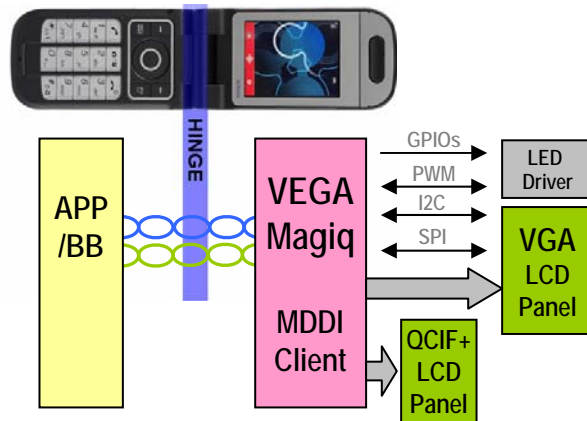 HINGE
APP
/BB
VEGA
Magiq
MDDI
Client
GPIOs
PWM
I2C
SPI
LED
Driver
VGA
LCD
Panel
QCIF+
LCD
Panel